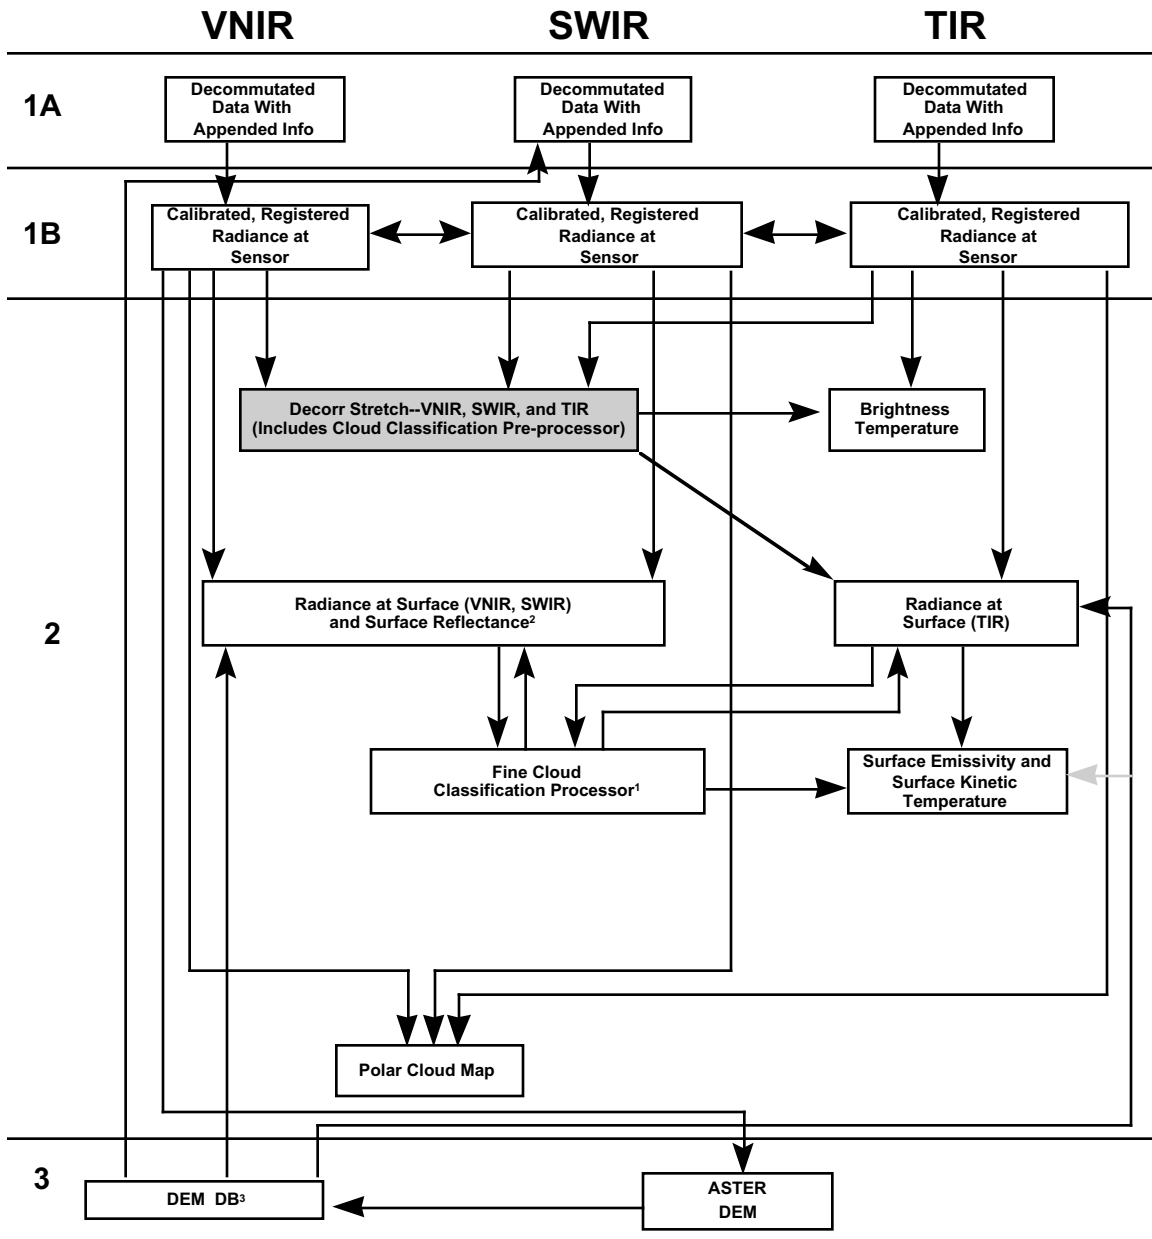 VNIR SWIR TIR
1A
Decommutated
Data With
Appended Info
Decommutated
Data With
Appended Info
Decommutated
Data With
Appended Info
1B
Calibrated, Registered
Radiance at
Sensor
Calibrated, Registered
Radiance at
Sensor
Calibrated, Registered
Radiance at
Sensor
Decorr Stretch--VNIR, SWIR, and TIR
(Includes Cloud Classification Pre-processor)
Brightness
Temperature
2
Radiance at Surface (VNIR, SWIR)
and Surface Reflectance²
Radiance at
Surface (TIR)
Fine Cloud
Classification Processor¹
Surface Emissivity and
Surface Kinetic
Temperature
Polar Cloud Map
3
DEM DB³
ASTER
DEM